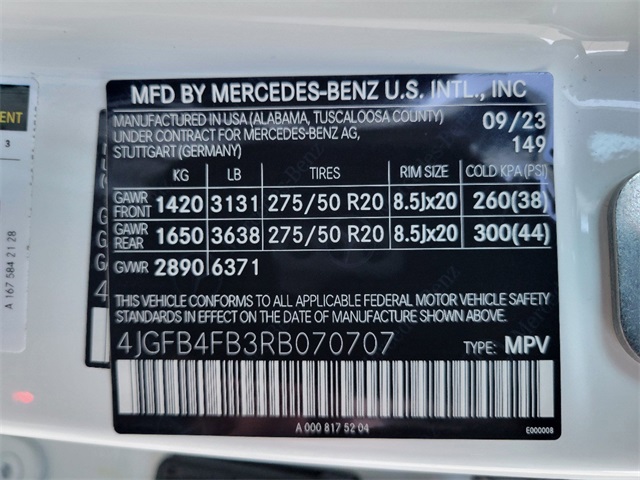 MFD BY MERCEDES-BENZ U.S. INTL., INC
MANUFACTURED IN USA (ALABAMA, TUSCALOOSA COUNTY) 09/23
UNDER CONTRACT FOR MERCEDES-BENZ AG, 149
STUTTGART (GERMANY)
KG LB TIRES RIM SIZE COLD KPA (PSI)
GAWR FRONT 1420 3131 275/50 R20 8.5Jx20 260(38)
GAWR REAR 1650 3638 275/50 R20 8.5Jx20 300(44)
GVWR 2890 6371
THIS VEHICLE CONFORMS TO ALL APPLICABLE FEDERAL MOTOR VEHICLE SAFETY
STANDARDS IN EFFECT ON THE DATE OF MANUFACTURE SHOWN ABOVE.
4JGFB4FB3RB070707 TYPE: MPV
A 000 817 52 04 E000008
3
A 167 584 21 28